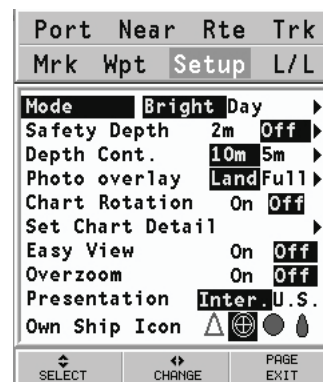 Port Near Rte Trk
Mrk Wpt Setup L/L
Mode Bright Day
Safety Depth 2m Off
Depth Cont. 10m 5m
Photo overlay Land Full
Chart Rotation On Off
Set Chart Detail
Easy View On Off
Overzoom On Off
Presentation Inter. U.S.
Own Ship Icon
SELECT CHANGE PAGE EXIT